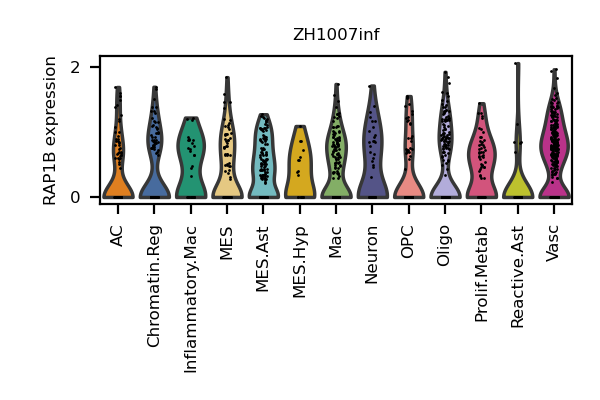 ZH1007inf
RAP1B expression
2
0
AC
Chromatin.Reg
Inflammatory.Mac
MES
MES.Ast
MES.Hyp
Mac
Neuron
OPC
Oligo
Prolif.Metab
Reactive.Ast
Vasc